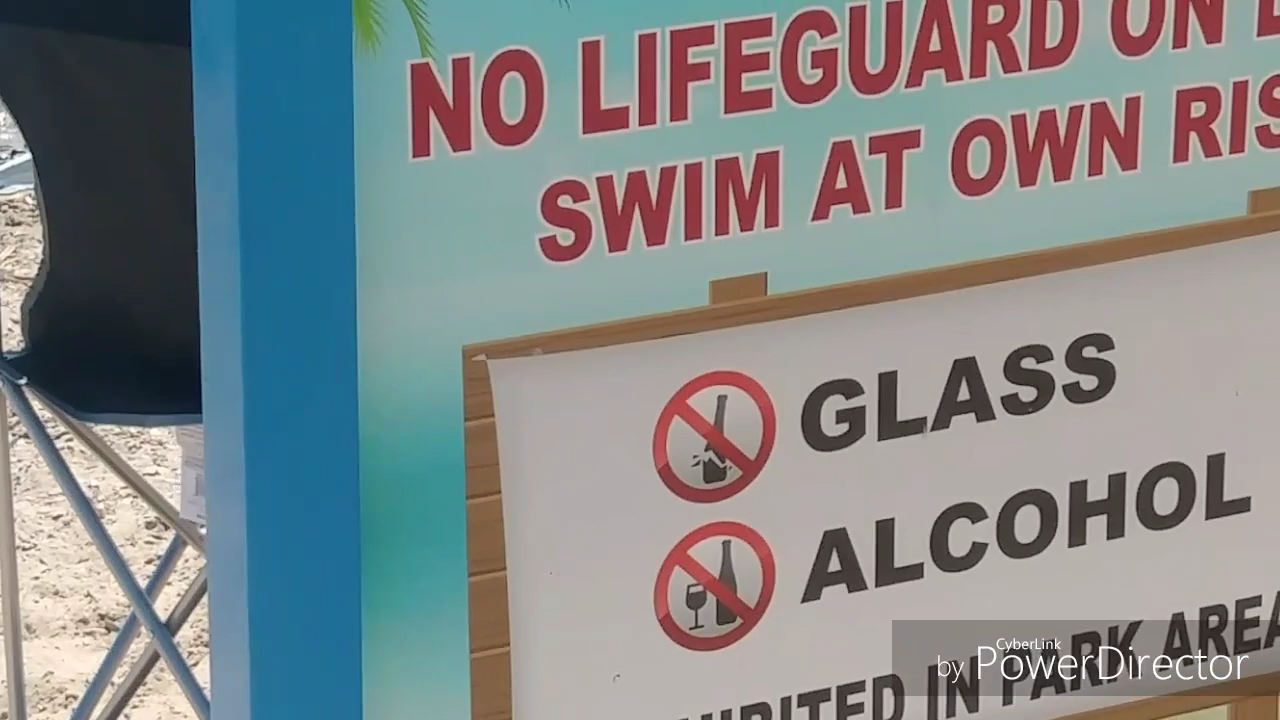 NO LIFEGUARD ON
SWIM AT OWN
GLASS
ALCOHOL
IN PARK AREA
CyberLink
by PowerDirector